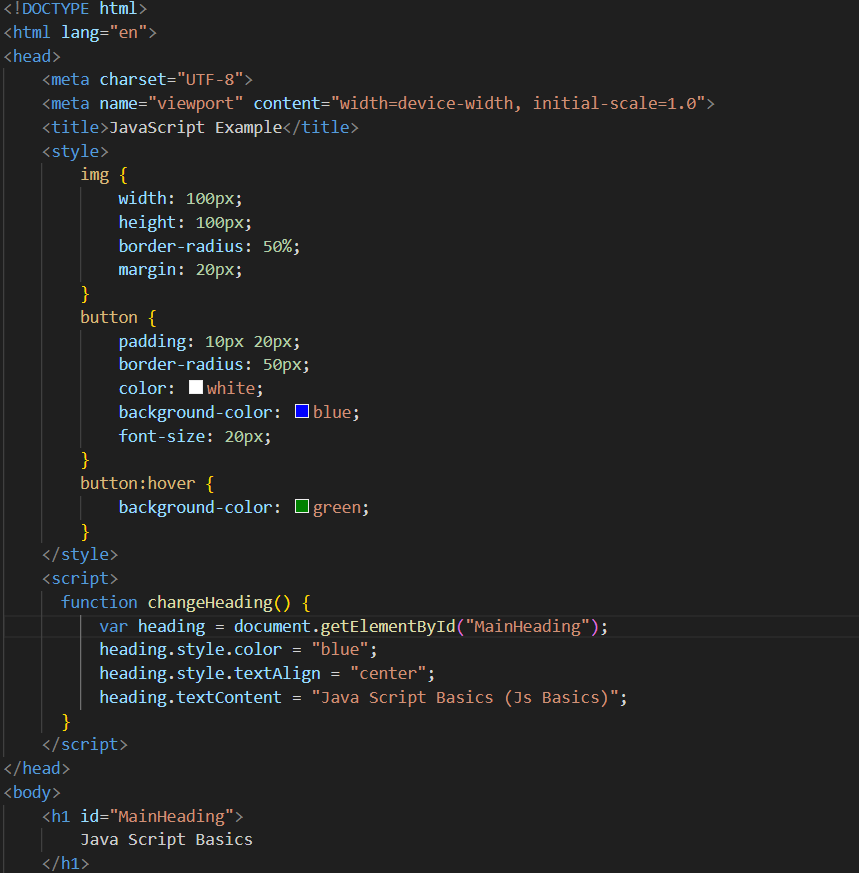 <!DOCTYPE html>
<html lang="en">
<head>
    <meta charset="UTF-8">
    <meta name="viewport" content="width=device-width, initial-scale=1.0">
    <title>JavaScript Example</title>
    <style>
        img {
            width: 100px;
            height: 100px;
            border-radius: 50%;
            margin: 20px;
        }
        button {
            padding: 10px 20px;
            border-radius: 50px;
            color: white;
            background-color: blue;
            font-size: 20px;
        }
        button:hover {
            background-color: green;
        }
    </style>
    <script>
      function changeHeading() {
          var heading = document.getElementById("MainHeading");
          heading.style.color = "blue";
          heading.style.textAlign = "center";
          heading.textContent = "Java Script Basics (Js Basics)";
      }
    </script>
</head>
<body>
    <h1 id="MainHeading">
        Java Script Basics
    </h1>